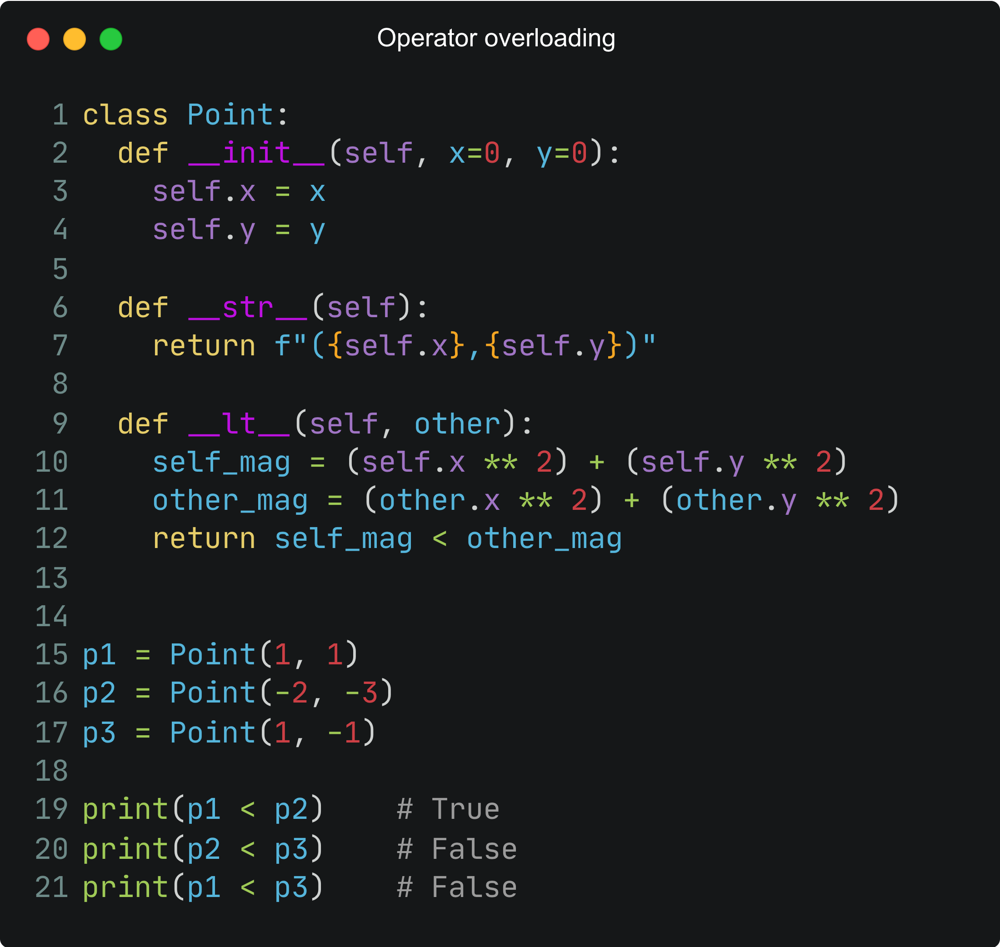 Operator overloading
1 class Point:
2   def __init__(self, x=0, y=0):
3     self.x = x
4     self.y = y
5
6   def __str__(self):
7     return f"({self.x},{self.y})"
8
9   def __lt__(self, other):
10     self_mag = (self.x ** 2) + (self.y ** 2)
11     other_mag = (other.x ** 2) + (other.y ** 2)
12     return self_mag < other_mag
13
14
15 p1 = Point(1, 1)
16 p2 = Point(-2, -3)
17 p3 = Point(1, -1)
18
19 print(p1 < p2)    # True
20 print(p2 < p3)    # False
21 print(p1 < p3)    # False